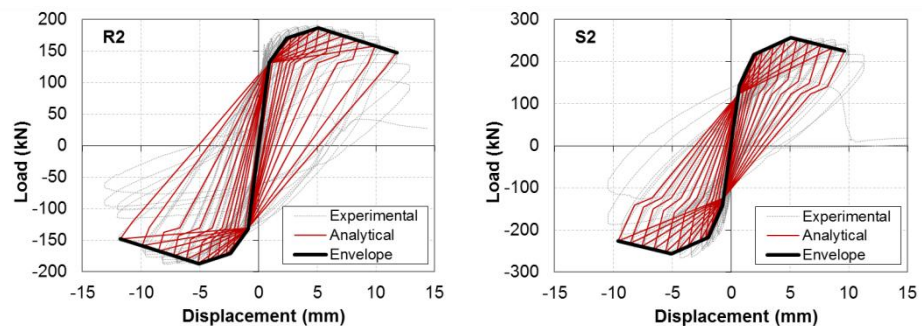 R2
200
150
100
50
0
-50
-100
-150
-200
Load (kN)
-15 -10 -5 0 5 10 15
Displacement (mm)
Experimental
Analytical
Envelope
S2
300
200
100
0
-100
-200
-300
Load (kN)
-15 -10 -5 0 5 10 15
Displacement (mm)
Experimental
Analytical
Envelope